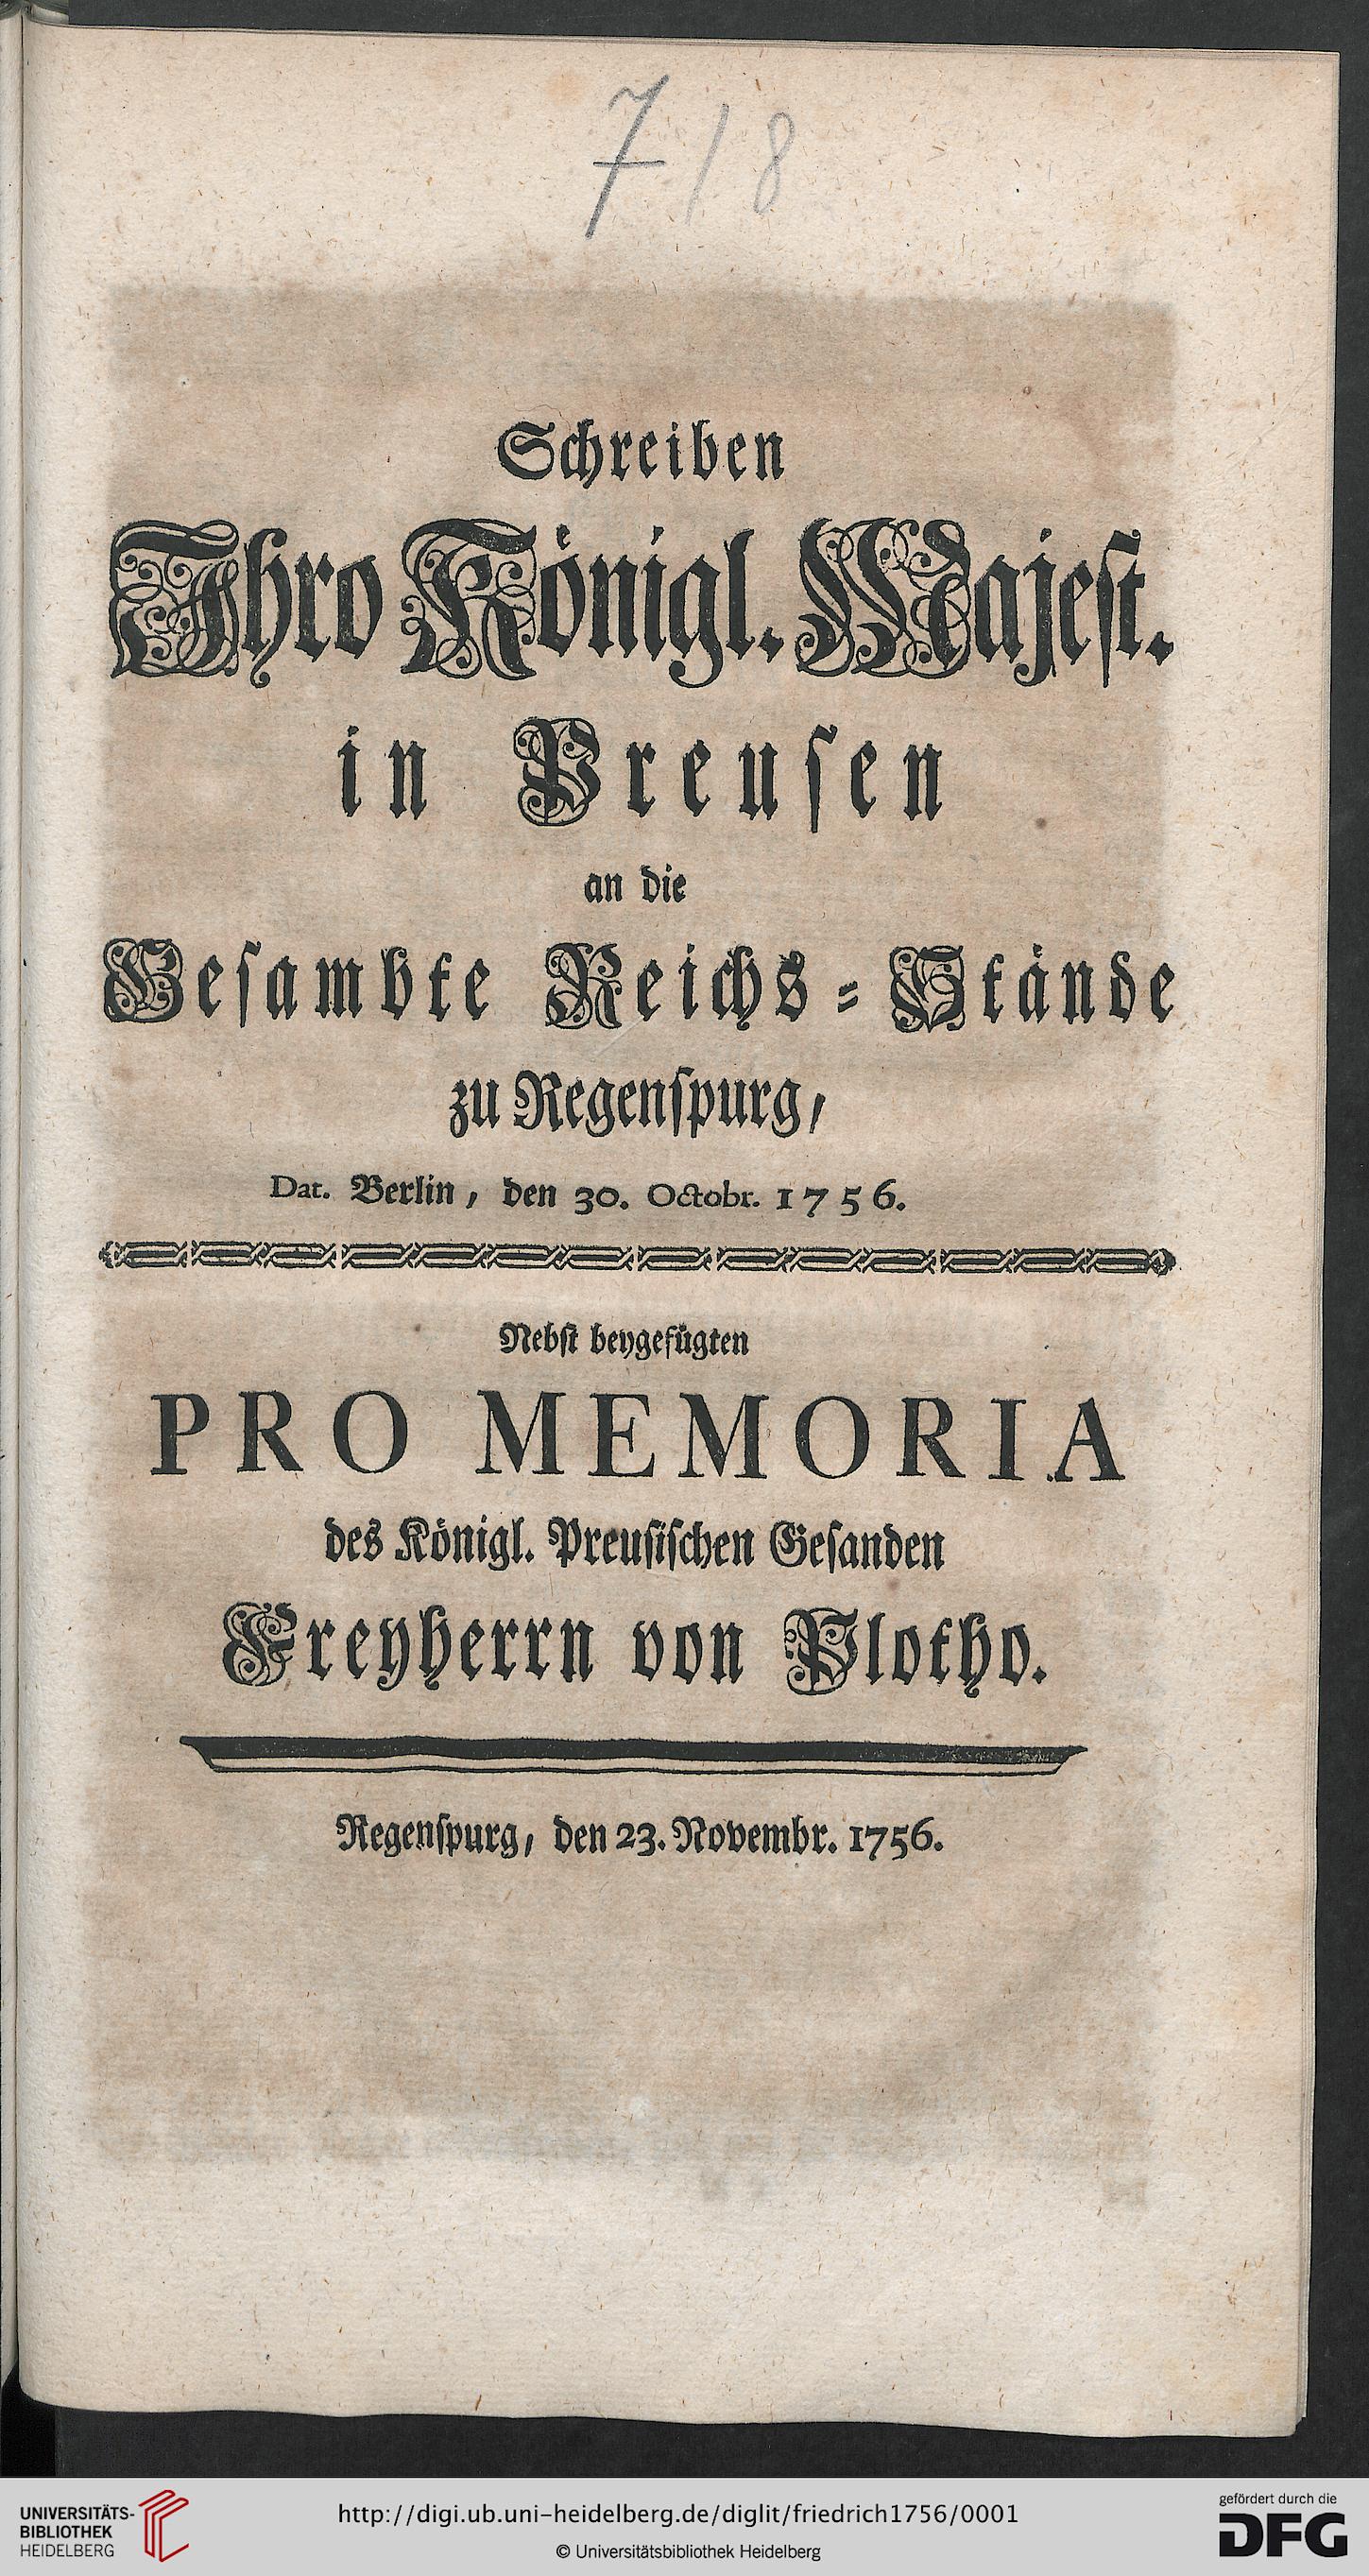 7/8
Schreiben
Ihro Königl. Majest.
in Preusen
an die
Gesambte Reichs-Stände
zu Regenspurg,
Dat. Berlin, den 30. Octobr. 1756.
Nebst beygefügten
PRO MEMORIA
des Königl. Preusischen Gesanden
Freyherrn von Plotho.
Regenspurg, den 23. Novembr. 1756.
UNIVERSITÄTS-
BIBLIOTHEK
HEIDELBERG
http://digi.ub.uni-heidelberg.de/diglit/friedrich1756/0001
© Universitätsbibliothek Heidelberg
gefördert durch die
DFG